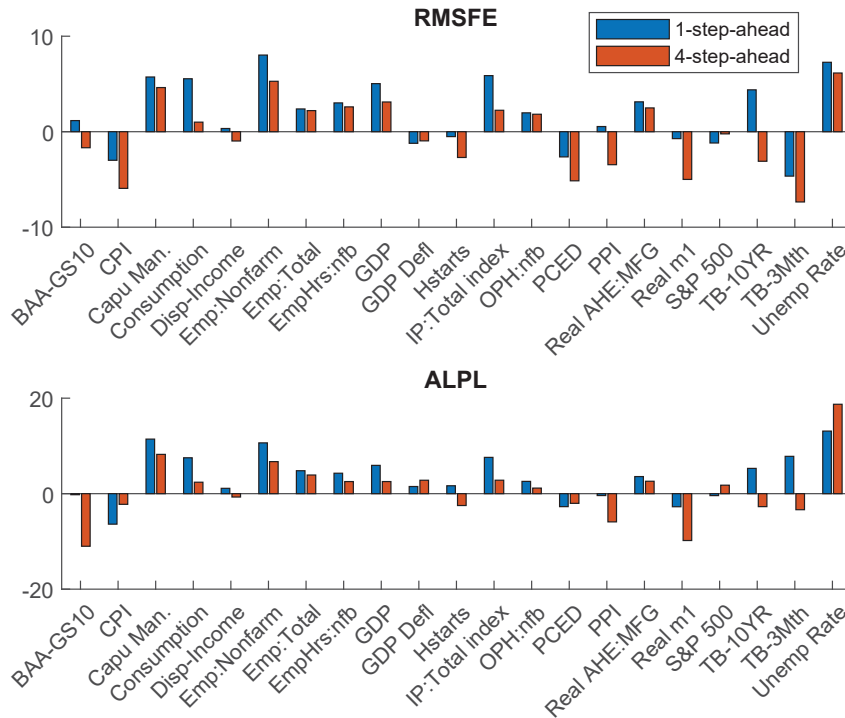 RMSFE
1-step-ahead
4-step-ahead
10
0
-10
BAA-GS10
CPI
Capu Man.
Consumption
Disp-Income
Emp:Nonfarm
Emp:Total
EmpHrs:nfb
GDP
GDP Defl
Hstarts
IP:Total index
OPH:nfb
PCED
PPI
Real AHE:MFG
Real m1
S&P 500
TB-10YR
TB-3Mth
Unemp Rate
ALPL
20
0
-20
BAA-GS10
CPI
Capu Man.
Consumption
Disp-Income
Emp:Nonfarm
Emp:Total
EmpHrs:nfb
GDP
GDP Defl
Hstarts
IP:Total index
OPH:nfb
PCED
PPI
Real AHE:MFG
Real m1
S&P 500
TB-10YR
TB-3Mth
Unemp Rate